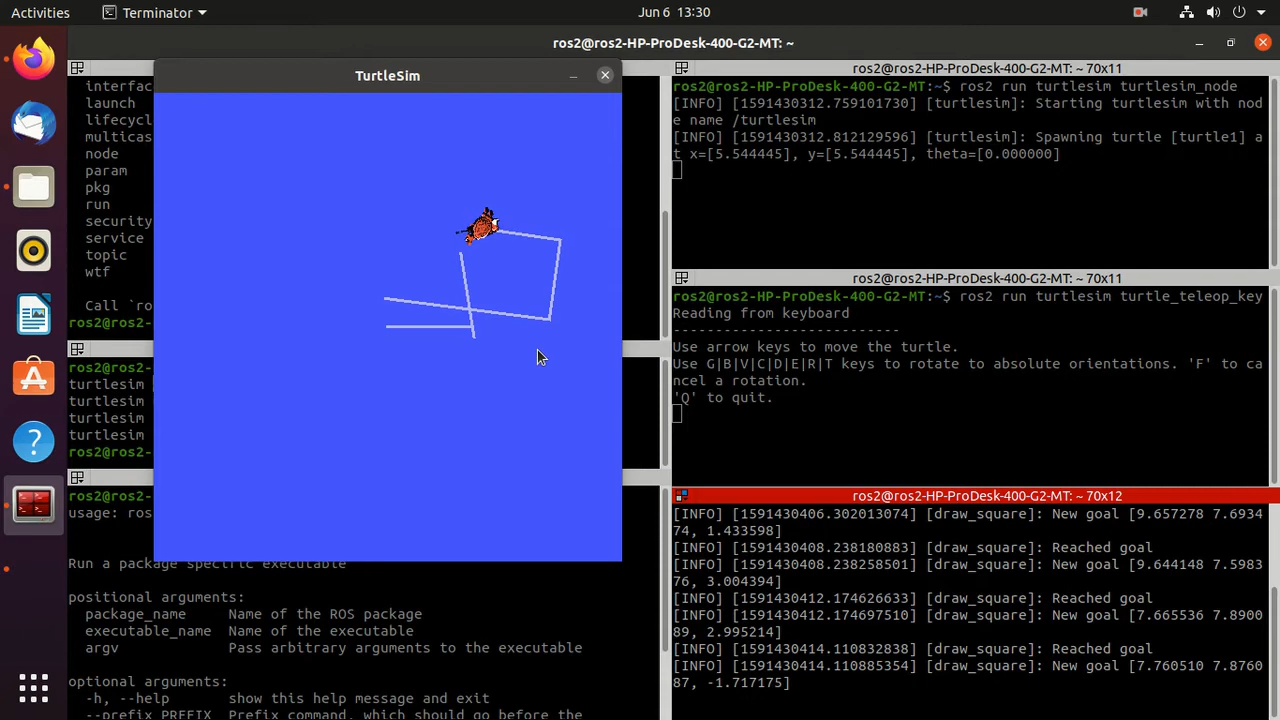 Activities
Terminator
Jun 6 13:30
ros2@ros2-HP-ProDesk-400-G2-MT: ~
TurtleSim
interfac
launch
lifecycl
multicas
node
param
pkg
run
security
service
topic
wtf
Call `ro
ros2@ros2-
ros2@ros2-
turtlesim
turtlesim
turtlesim
turtlesim
ros2@ros2-
ros2@ros2-
usage: ros
Run a package specific executable
positional arguments:
package_name Name of the ROS package
executable_name Name of the executable
argv Pass arbitrary arguments to the executable
optional arguments:
-h, --help show this help message and exit
--prefix PREFIX Prefix command, which should go before the
ros2@ros2-HP-ProDesk-400-G2-MT: ~ 70x11
ros2@ros2-HP-ProDesk-400-G2-MT:~$ ros2 run turtlesim turtlesim_node
[INFO] [1591430312.759101730] [turtlesim]: Starting turtlesim with nod
e name /turtlesim
[INFO] [1591430312.812129596] [turtlesim]: Spawning turtle [turtle1] a
t x=[5.544445], y=[5.544445], theta=[0.000000]
ros2@ros2-HP-ProDesk-400-G2-MT: ~ 70x11
ros2@ros2-HP-ProDesk-400-G2-MT:~$ ros2 run turtlesim turtle_teleop_key
Reading from keyboard
---------------------------
Use arrow keys to move the turtle.
Use G|B|V|C|D|E|R|T keys to rotate to absolute orientations. 'F' to ca
ncel a rotation.
'Q' to quit.
ros2@ros2-HP-ProDesk-400-G2-MT: ~ 70x12
[INFO] [1591430406.302013074] [draw_square]: New goal [9.657278 7.6934
74, 1.433598]
[INFO] [1591430408.238180883] [draw_square]: Reached goal
[INFO] [1591430408.238258501] [draw_square]: New goal [9.644148 7.5983
76, 3.004394]
[INFO] [1591430412.174626633] [draw_square]: Reached goal
[INFO] [1591430412.174697510] [draw_square]: New goal [7.665536 7.8900
89, 2.995214]
[INFO] [1591430414.110832838] [draw_square]: Reached goal
[INFO] [1591430414.110885354] [draw_square]: New goal [7.760510 7.8760
87, -1.717175]